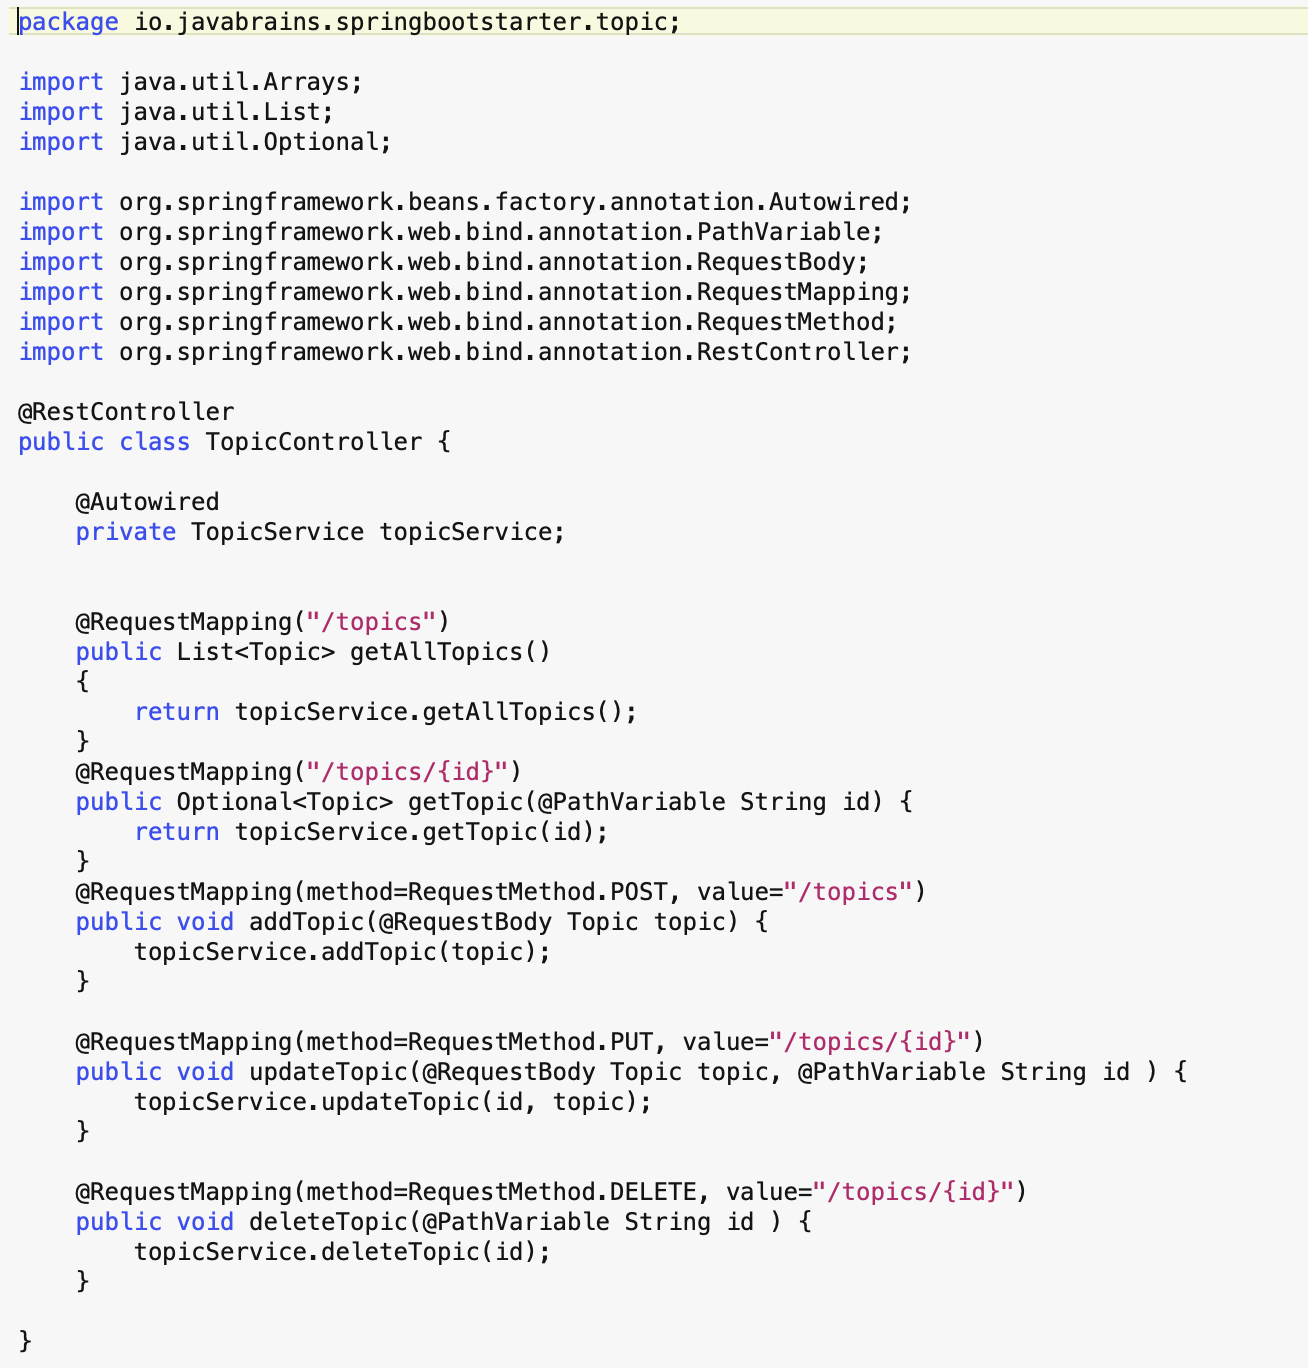 package io.javabrains.springbootstarter.topic;
import java.util.Arrays;
import java.util.List;
import java.util.Optional;
import org.springframework.beans.factory.annotation.Autowired;
import org.springframework.web.bind.annotation.PathVariable;
import org.springframework.web.bind.annotation.RequestBody;
import org.springframework.web.bind.annotation.RequestMapping;
import org.springframework.web.bind.annotation.RequestMethod;
import org.springframework.web.bind.annotation.RestController;
@RestController
public class TopicController {
    @Autowired
    private TopicService topicService;
    @RequestMapping("/topics")
    public List<Topic> getAllTopics()
    {
        return topicService.getAllTopics();
    }
    @RequestMapping("/topics/{id}")
    public Optional<Topic> getTopic(@PathVariable String id) {
        return topicService.getTopic(id);
    }
    @RequestMapping(method=RequestMethod.POST, value="/topics")
    public void addTopic(@RequestBody Topic topic) {
        topicService.addTopic(topic);
    }
    @RequestMapping(method=RequestMethod.PUT, value="/topics/{id}")
    public void updateTopic(@RequestBody Topic topic, @PathVariable String id ) {
        topicService.updateTopic(id, topic);
    }
    @RequestMapping(method=RequestMethod.DELETE, value="/topics/{id}")
    public void deleteTopic(@PathVariable String id ) {
        topicService.deleteTopic(id);
    }
}